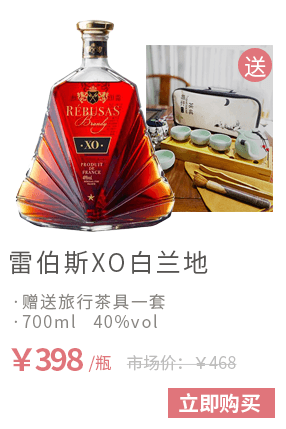 送
REBUSAS
Brandy
XO
PRODUIT
DE
FRANCE
雷伯斯XO白兰地
·赠送旅行茶具一套
·700ml 40%vol
￥398/瓶 市场价：￥468
立即购买